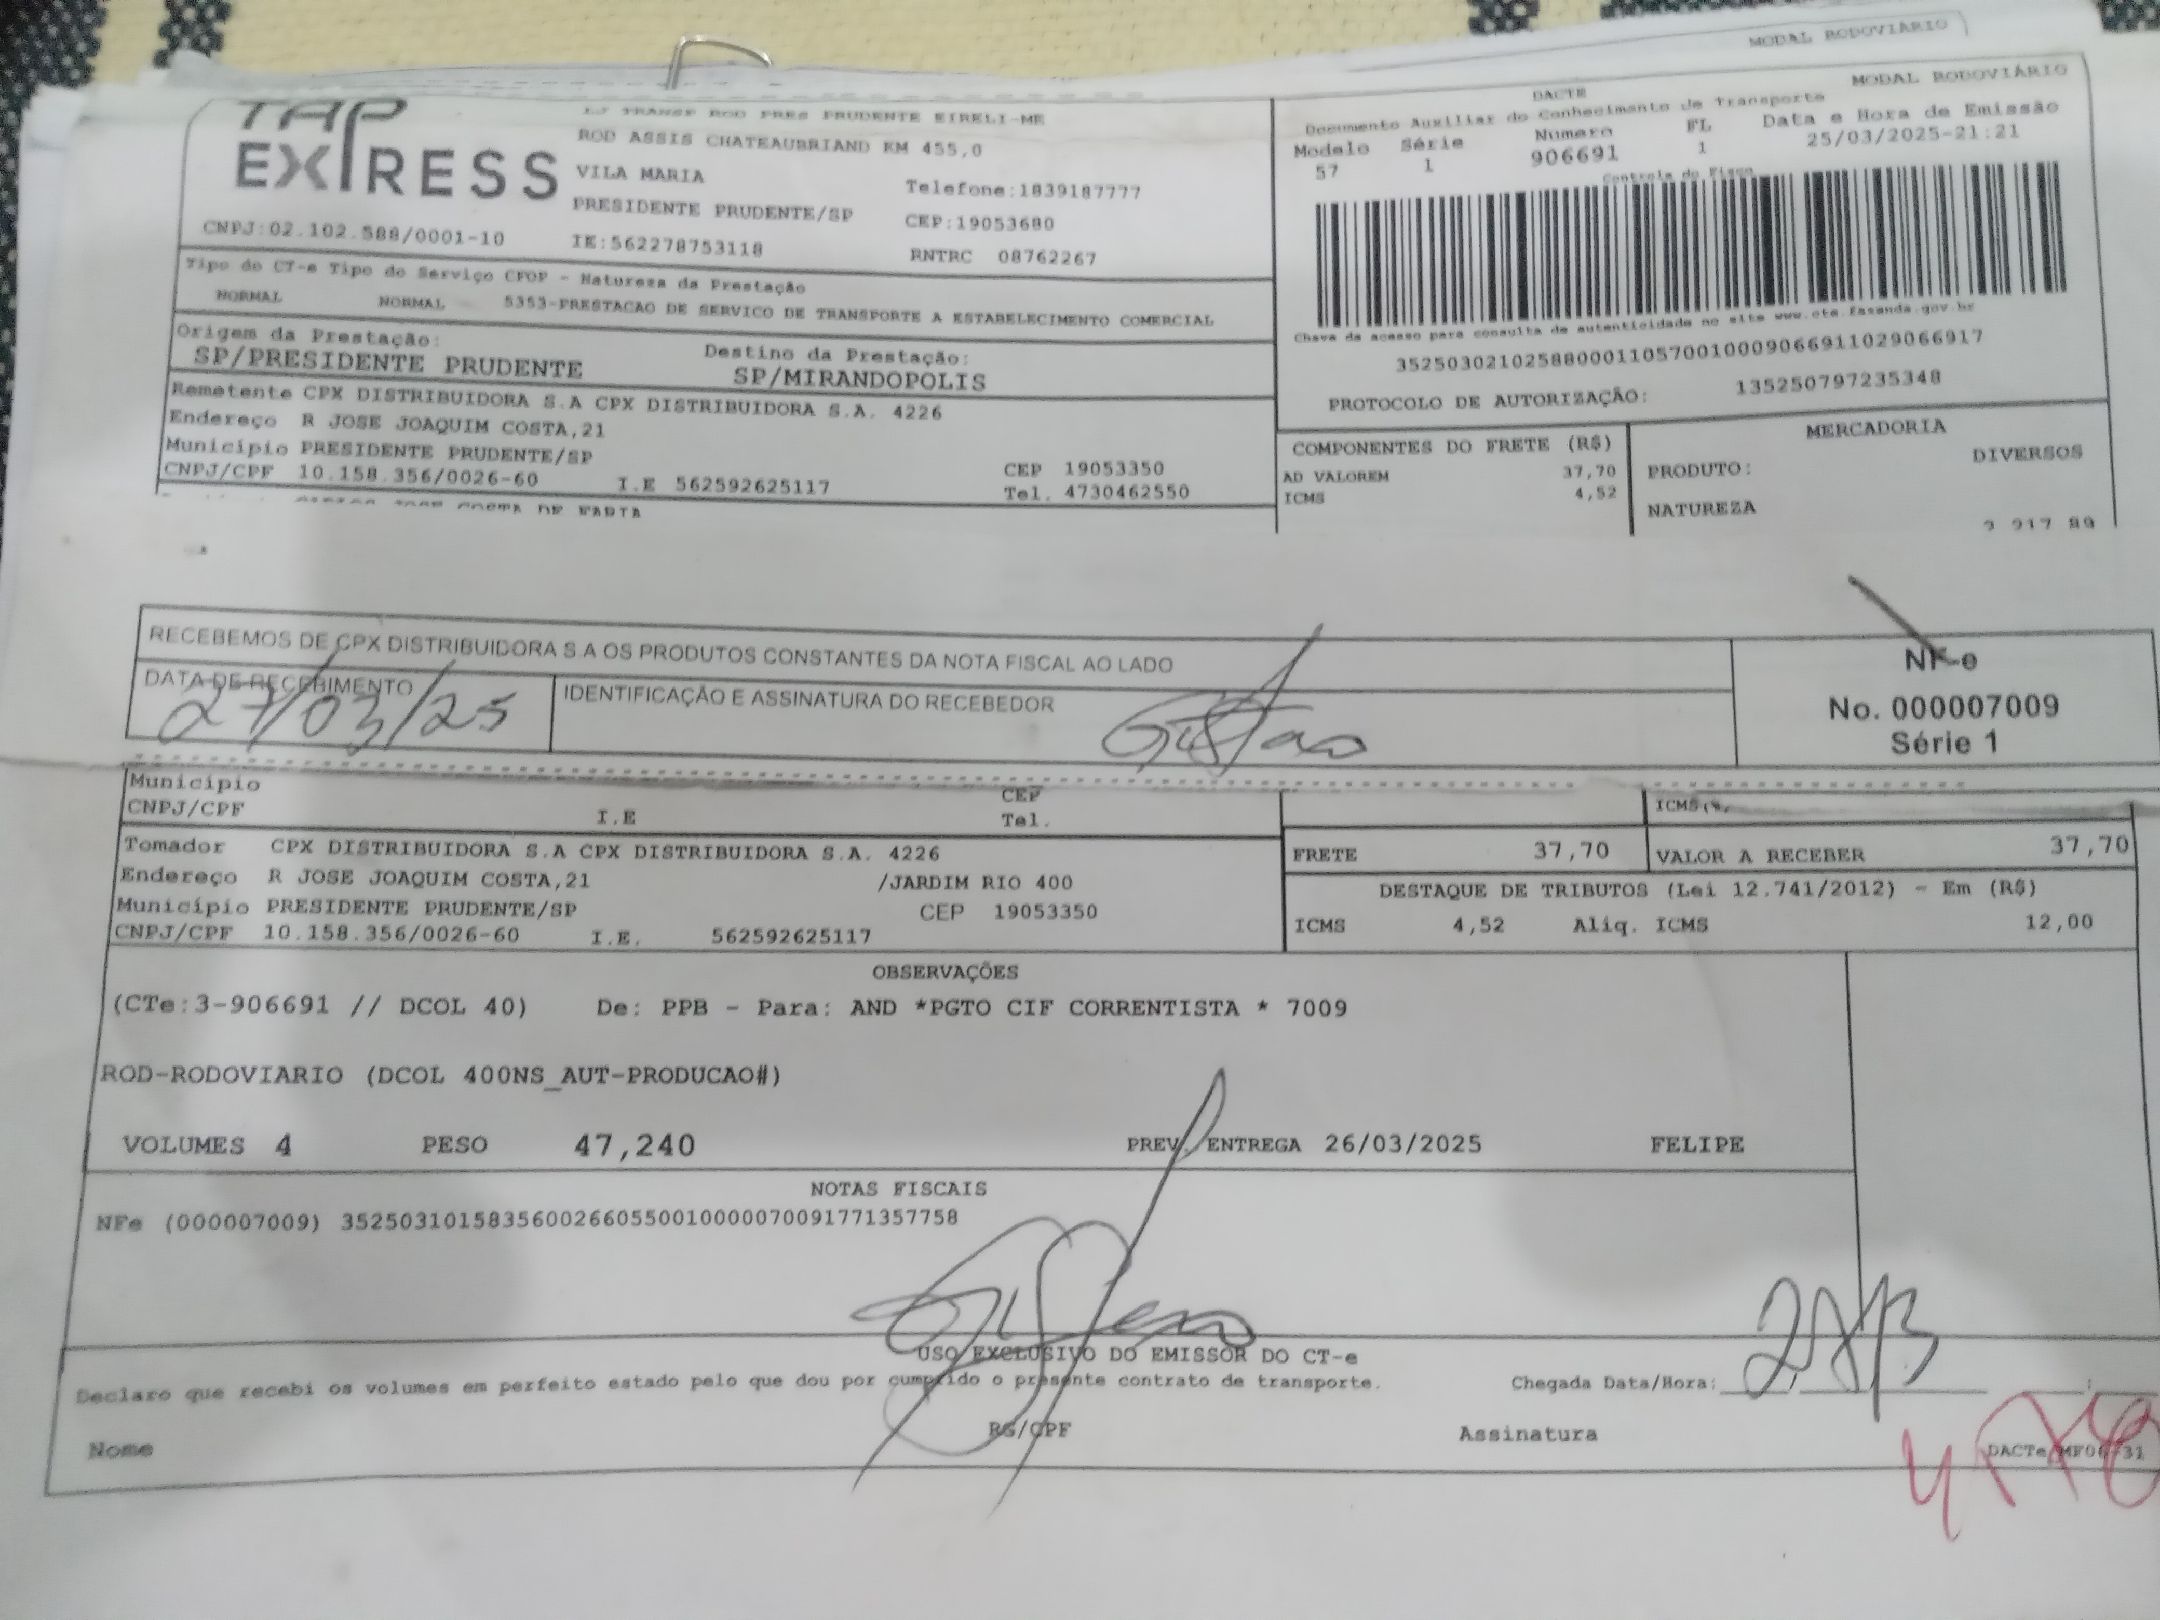 MODAL RODOVIÁRIO
MODAL RODOVIÁRIO
TAP EXPRESS
CNPJ:02.102.588/0001-10
LJ TRANSP ROD PRES PRUDENTE EIRELI-ME
ROD ASSIS CHATEAUBRIAND KM 455,0
VILA MARIA
Telefone:1839187777
PRESIDENTE PRUDENTE/SP
CEP:19053680
IE:562278753118
RNTRC 08762267
DACTE
Documento Auxiliar do Conhecimento de Transporte
Modelo Série Numero FL Data e Hora de Emissão
57 1 906691 1 25/03/2025-21:21
Controle do Fisco
Chave de acesso para consulta de autenticidade no site www.cte.fazenda.gov.br
35250302102588000110570010009066911029066917
PROTOCOLO DE AUTORIZAÇÃO: 135250797235348
Tipo do CT-e Tipo do Serviço CFOP - Natureza da Prestação
NORMAL NORMAL 5353-PRESTACAO DE SERVICO DE TRANSPORTE A ESTABELECIMENTO COMERCIAL
Origem da Prestação: Destino da Prestação:
SP/PRESIDENTE PRUDENTE SP/MIRANDOPOLIS
Remetente CPX DISTRIBUIDORA S.A CPX DISTRIBUIDORA S.A. 4226
Endereço R JOSE JOAQUIM COSTA,21
Município PRESIDENTE PRUDENTE/SP CEP 19053350
CNPJ/CPF 10.158.356/0026-60 I.E 562592625117 Tel. 4730462550
JOSE COSTA DE FARIA
COMPONENTES DO FRETE (R$)
AD VALOREM 37,70
ICMS 4,52
MERCADORIA
PRODUTO: DIVERSOS
NATUREZA
RECEBEMOS DE CPX DISTRIBUIDORA S.A OS PRODUTOS CONSTANTES DA NOTA FISCAL AO LADO
DATA DE RECEBIMENTO
27/03/25
IDENTIFICAÇÃO E ASSINATURA DO RECEBEDOR
NF-e
No. 000007009
Série 1
Município CEP
CNPJ/CPF I.E Tel.
ICMS
Tomador CPX DISTRIBUIDORA S.A CPX DISTRIBUIDORA S.A. 4226
Endereço R JOSE JOAQUIM COSTA,21 /JARDIM RIO 400
Município PRESIDENTE PRUDENTE/SP CEP 19053350
CNPJ/CPF 10.158.356/0026-60 I.E. 562592625117
FRETE 37,70 VALOR A RECEBER 37,70
DESTAQUE DE TRIBUTOS (Lei 12.741/2012) - Em (R$)
ICMS 4,52 Aliq. ICMS 12,00
OBSERVAÇÕES
(CTe:3-906691 // DCOL 40) De: PPB - Para: AND *PGTO CIF CORRENTISTA * 7009
ROD-RODOVIARIO (DCOL 400NS_AUT-PRODUCAO#)
VOLUMES 4 PESO 47,240 PREV. ENTREGA 26/03/2025 FELIPE
NOTAS FISCAIS
NFe (000007009) 35250310158356002660550010000070091771357758
USO EXCLUSIVO DO EMISSOR DO CT-e
Declaro que recebi os volumes em perfeito estado pelo que dou por cumprido o presente contrato de transporte. Chegada Data/Hora:
Nome RG/CPF Assinatura